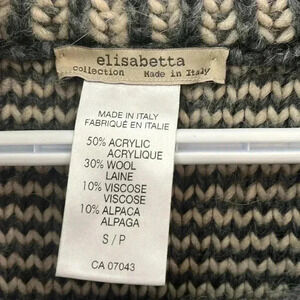 elisabetta
collection Made in Italy
MADE IN ITALY
FABRIQUÉ EN ITALIE
50% ACRYLIC
ACRYLIQUE
30% WOOL
LAINE
10% VISCOSE
VISCOSE
10% ALPACA
ALPAGA
S / P
CA 07043